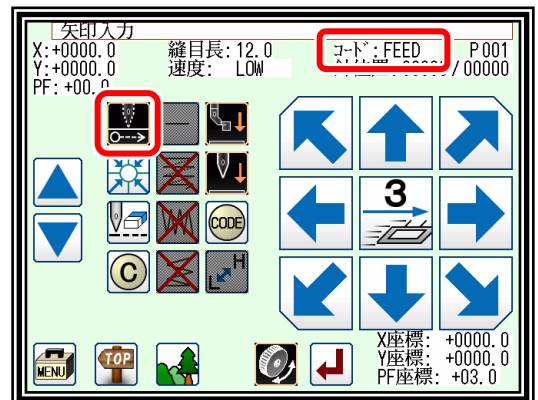 矢印入力
X:+0000.0 縫目長:12.0 コード:FEED P001
Y:+0000.0 速度: LOW /00000
PF:+00.0
3
CODE
C H L
X座標: +0000.0
MENU TOP Y座標: +0000.0
PF座標: +03.0